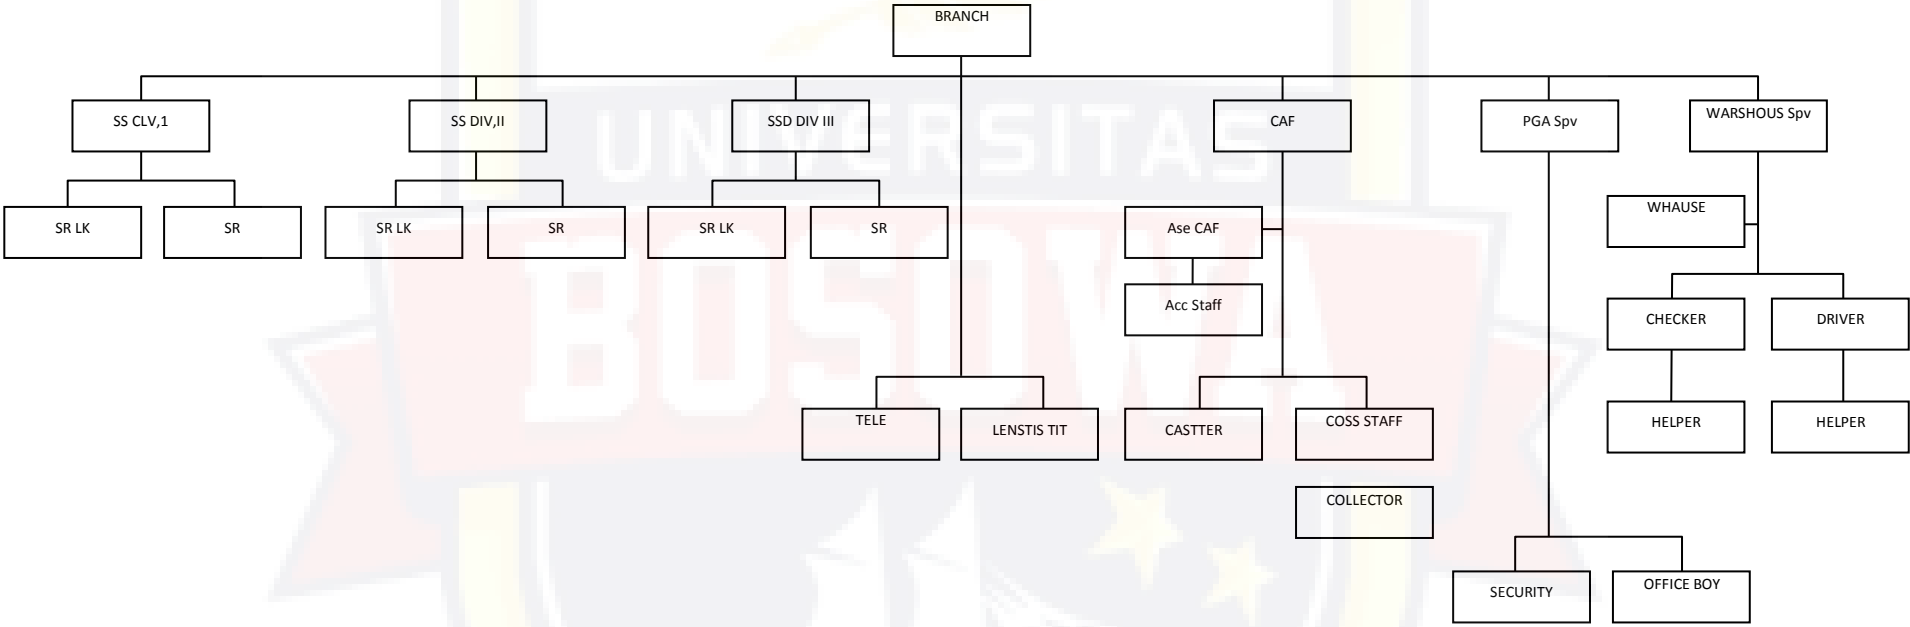 BRANCH
UNIVERSITAS
BOSOWA
SS CLV,1
SS DIV,II
SSD DIV III
CAF
PGA Spv
WARSHOUS Spv
SR LK
SR
SR LK
SR
SR LK
SR
Ase CAF
WHAUSE
Acc Staff
CHECKER
DRIVER
TELE
LENSTIS TIT
CASTTER
COSS STAFF
HELPER
HELPER
COLLECTOR
SECURITY
OFFICE BOY